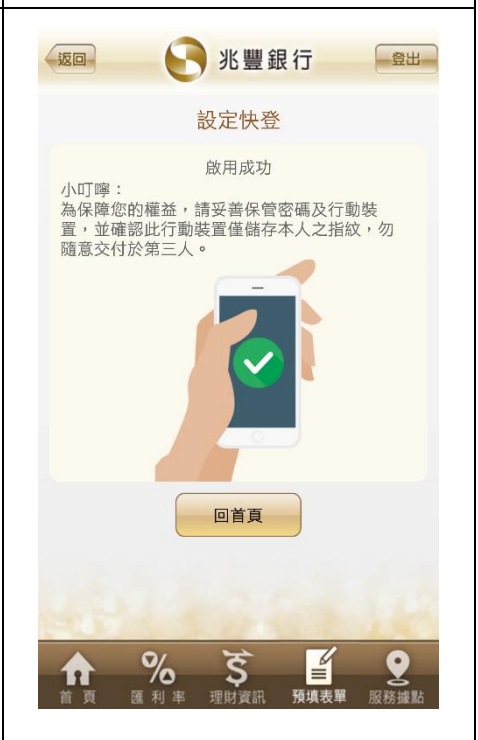 返回
兆豐銀行
登出
設定快登
啟用成功
小叮嚀：
為保障您的權益，請妥善保管密碼及行動裝
置，並確認此行動裝置僅儲存本人之指紋，勿
隨意交付於第三人。
回首頁
首頁 匯利率 理財資訊 預填表單 服務據點